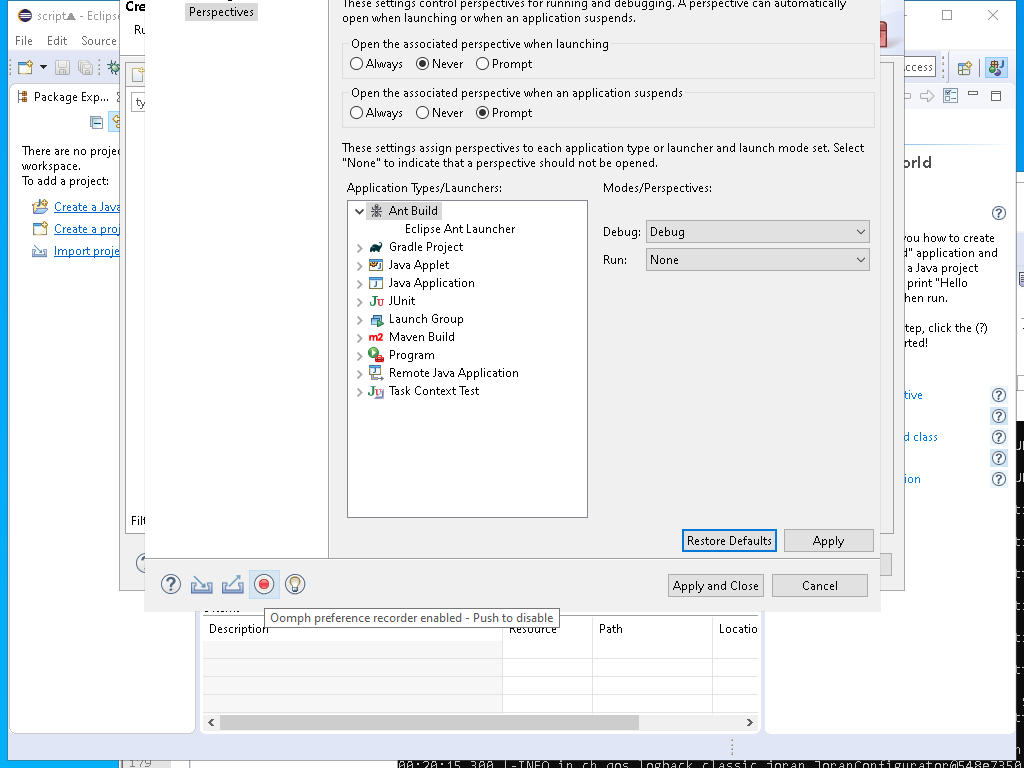 script - Eclips
Cre
Perspectives
These settings control perspectives for running and debugging. A perspective can automatically
open when launching or when an application suspends.
File Edit Source
Ru
Open the associated perspective when launching
Always Never Prompt
ccess
Package Exp...
Open the associated perspective when an application suspends
ty
Always Never Prompt
There are no proje
workspace.
To add a project:
These settings assign perspectives to each application type or launcher and launch mode set. Select
"None" to indicate that a perspective should not be opened.
orld
Application Types/Launchers:
Modes/Perspectives:
Create a Java
Create a proj
Import proje
Ant Build
Eclipse Ant Launcher
Gradle Project
Java Applet
Java Application
JUnit
Launch Group
Maven Build
Program
Remote Java Application
Task Context Test
Debug: Debug
Run: None
you how to create
d" application and
a Java project
print "Hello
hen run.
tep, click the (?)
rted!
tive
d class
ion
Filt
Restore Defaults
Apply
Apply and Close
Cancel
Oomph preference recorder enabled - Push to disable
Description
Resource
Path
Locatio
179
00:20:15,300 |-INFO in ch.qos.logback.classic.joran.JoranConfigurator@548e7350